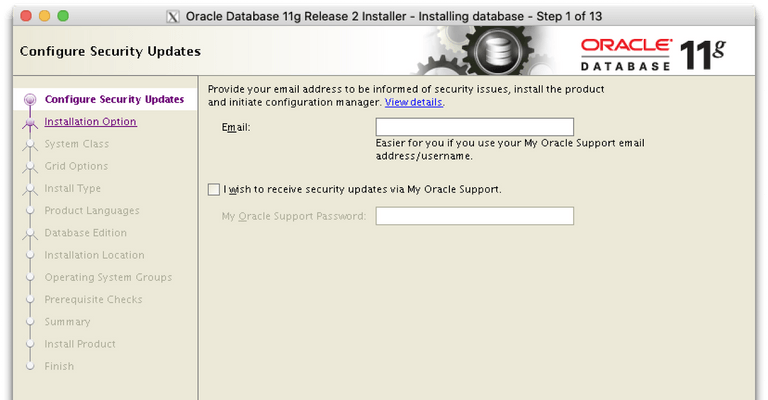 Oracle Database 11g Release 2 Installer - Installing database - Step 1 of 13
Configure Security Updates
ORACLE
DATABASE 11g
Configure Security Updates
Installation Option
System Class
Grid Options
Install Type
Product Languages
Database Edition
Installation Location
Operating System Groups
Prerequisite Checks
Summary
Install Product
Finish
Provide your email address to be informed of security issues, install the product
and initiate configuration manager. View details.
Email:
Easier for you if you use your My Oracle Support email
address/username.
I wish to receive security updates via My Oracle Support.
My Oracle Support Password: